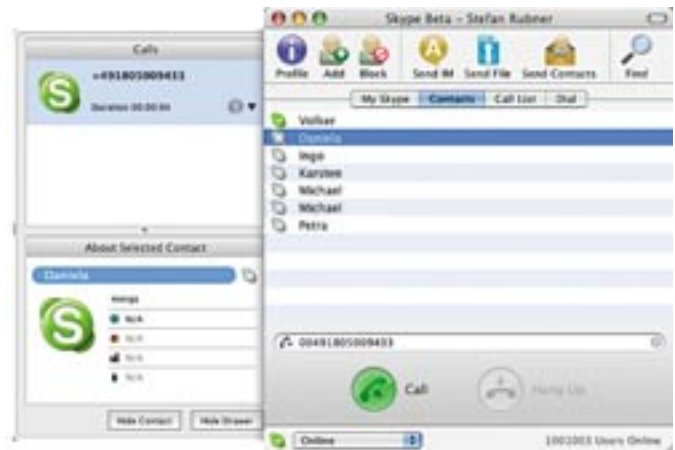 Calls
+491805009433
Duration 00:00:04
About Selected Contact
Daniela
N/A
N/A
N/A
N/A
Hide Contact
Hide Drawer
Skype Beta – Stefan Rubner
Profile Add Block Send IM Send File Send Contacts Find
My Skype Contacts Call List Dial
Volker
Daniela
Ingo
Karsten
Michael
Michael
Petra
00491805009433
Call
Hang Up
Online
Users Online